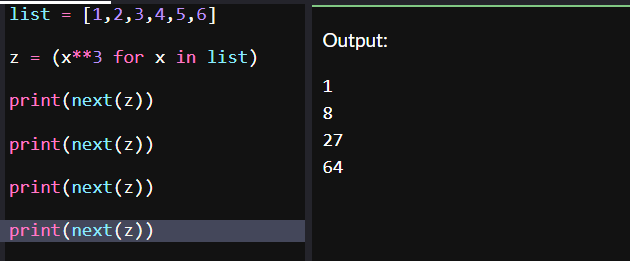 list = [1,2,3,4,5,6]
z = (x**3 for x in list)
print(next(z))
print(next(z))
print(next(z))
print(next(z))
Output:
1
8
27
64